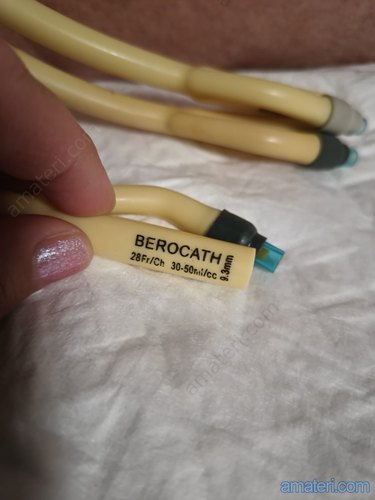 BEROCATH
28Fr/Ch 30-50ml/cc
9.3mm
amateri.com